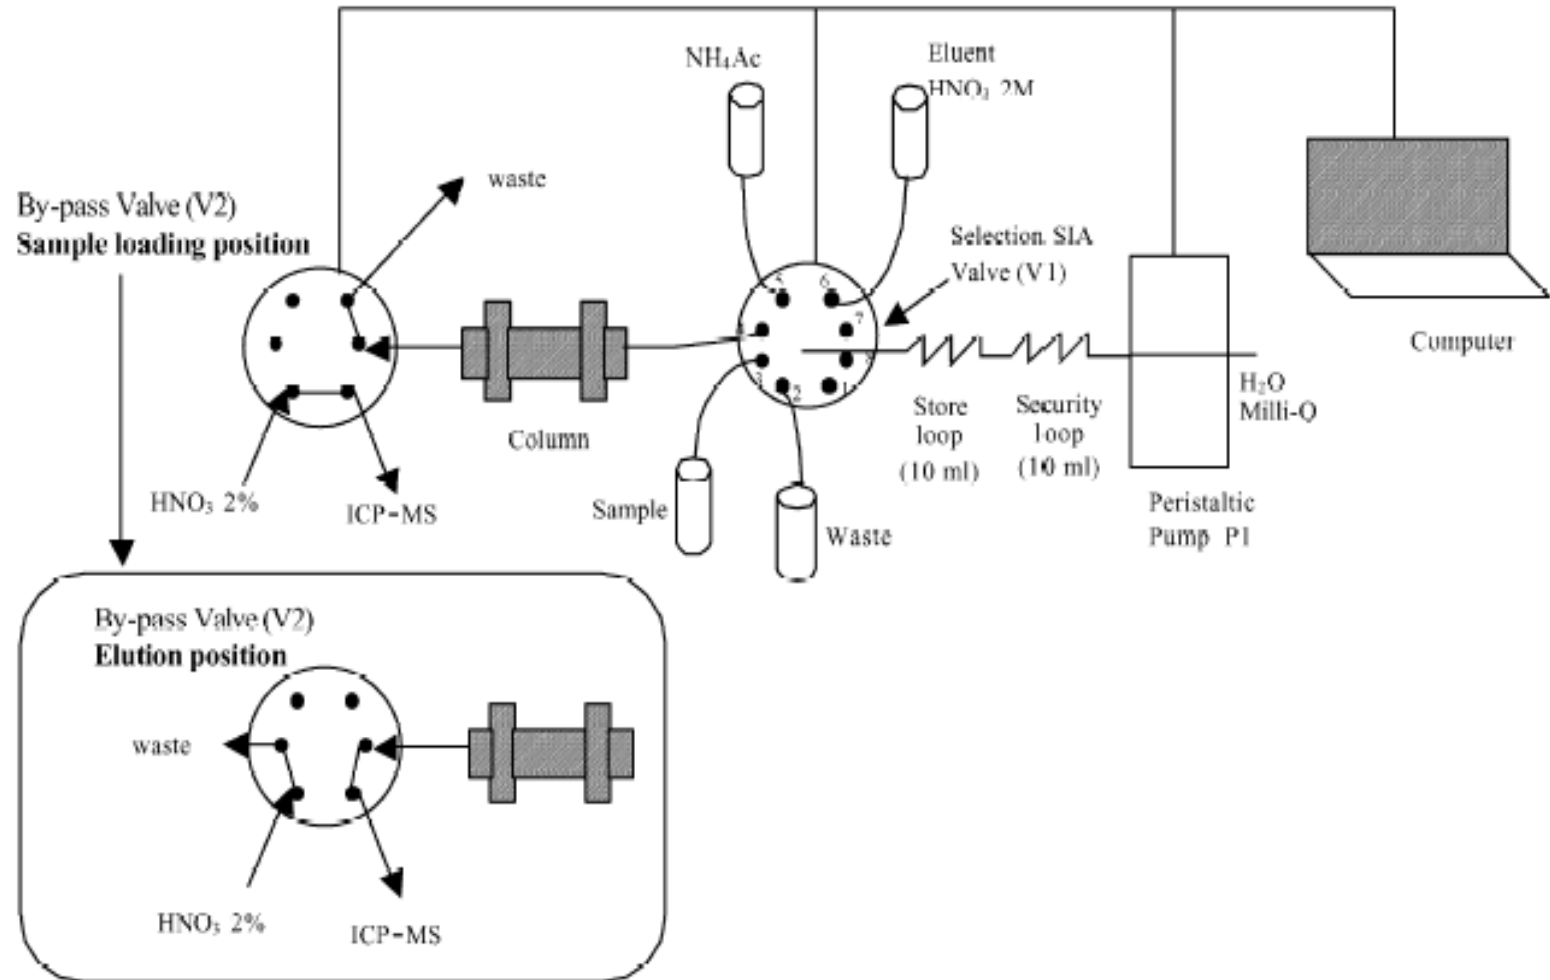 NH₄Ac
Eluent
HNO₃ 2M
waste
By-pass Valve (V2)
Sample loading position
Selection SIA
Valve (V1)
5
6
7
3
2
1
Computer
Column
Store
loop
(10 ml)
Security
loop
(10 ml)
H₂O
Milli-Q
HNO₃ 2%
ICP-MS
Sample
Waste
Peristaltic
Pump P1
By-pass Valve (V2)
Elution position
waste
HNO₃ 2%
ICP-MS